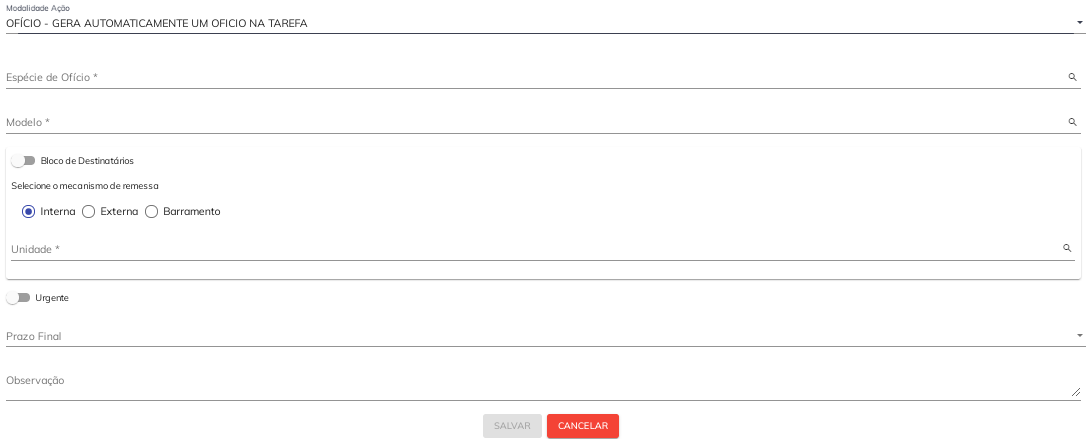 Modalidade Ação
OFÍCIO - GERA AUTOMATICAMENTE UM OFICIO NA TAREFA
Espécie de Ofício *
Modelo *
Bloco de Destinatários
Selecione o mecanismo de remessa
Interna Externa Barramento
Unidade *
Urgente
Prazo Final
Observação
SALVAR CANCELAR